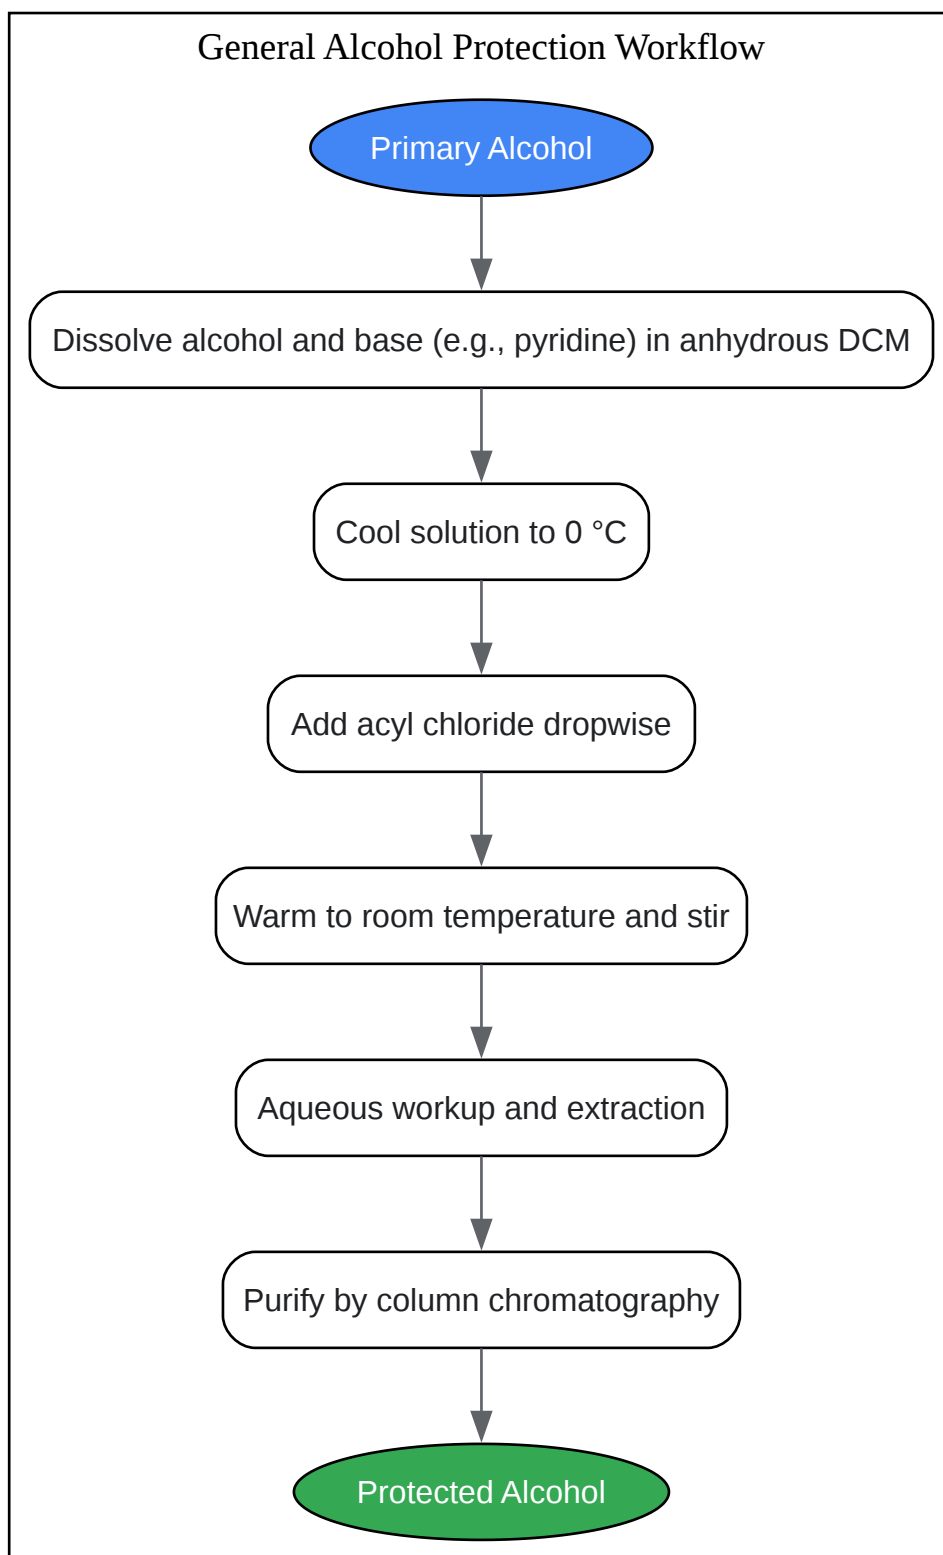 General Alcohol Protection Workflow
Primary Alcohol
Dissolve alcohol and base (e.g., pyridine) in anhydrous DCM
Cool solution to 0 °C
Add acyl chloride dropwise
Warm to room temperature and stir
Aqueous workup and extraction
Purify by column chromatography
Protected Alcohol